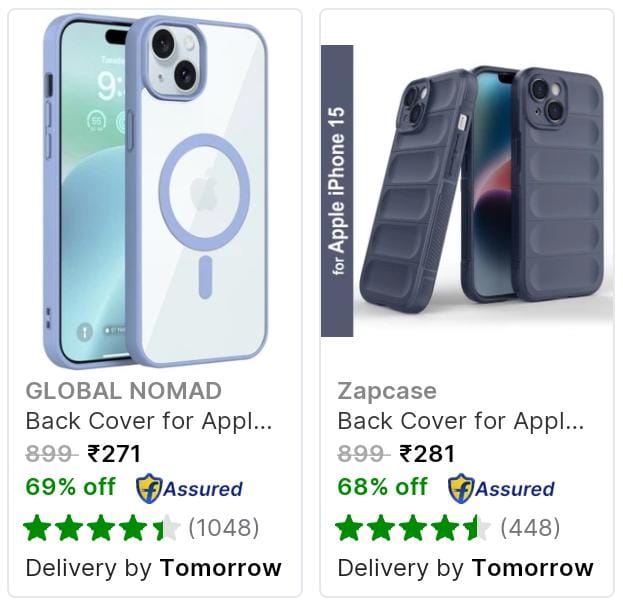 GLOBAL NOMAD
Back Cover for Appl...
899 ₹271
69% off Assured
(1048)
Delivery by Tomorrow
for Apple iPhone 15
Zapcase
Back Cover for Appl...
899 ₹281
68% off Assured
(448)
Delivery by Tomorrow